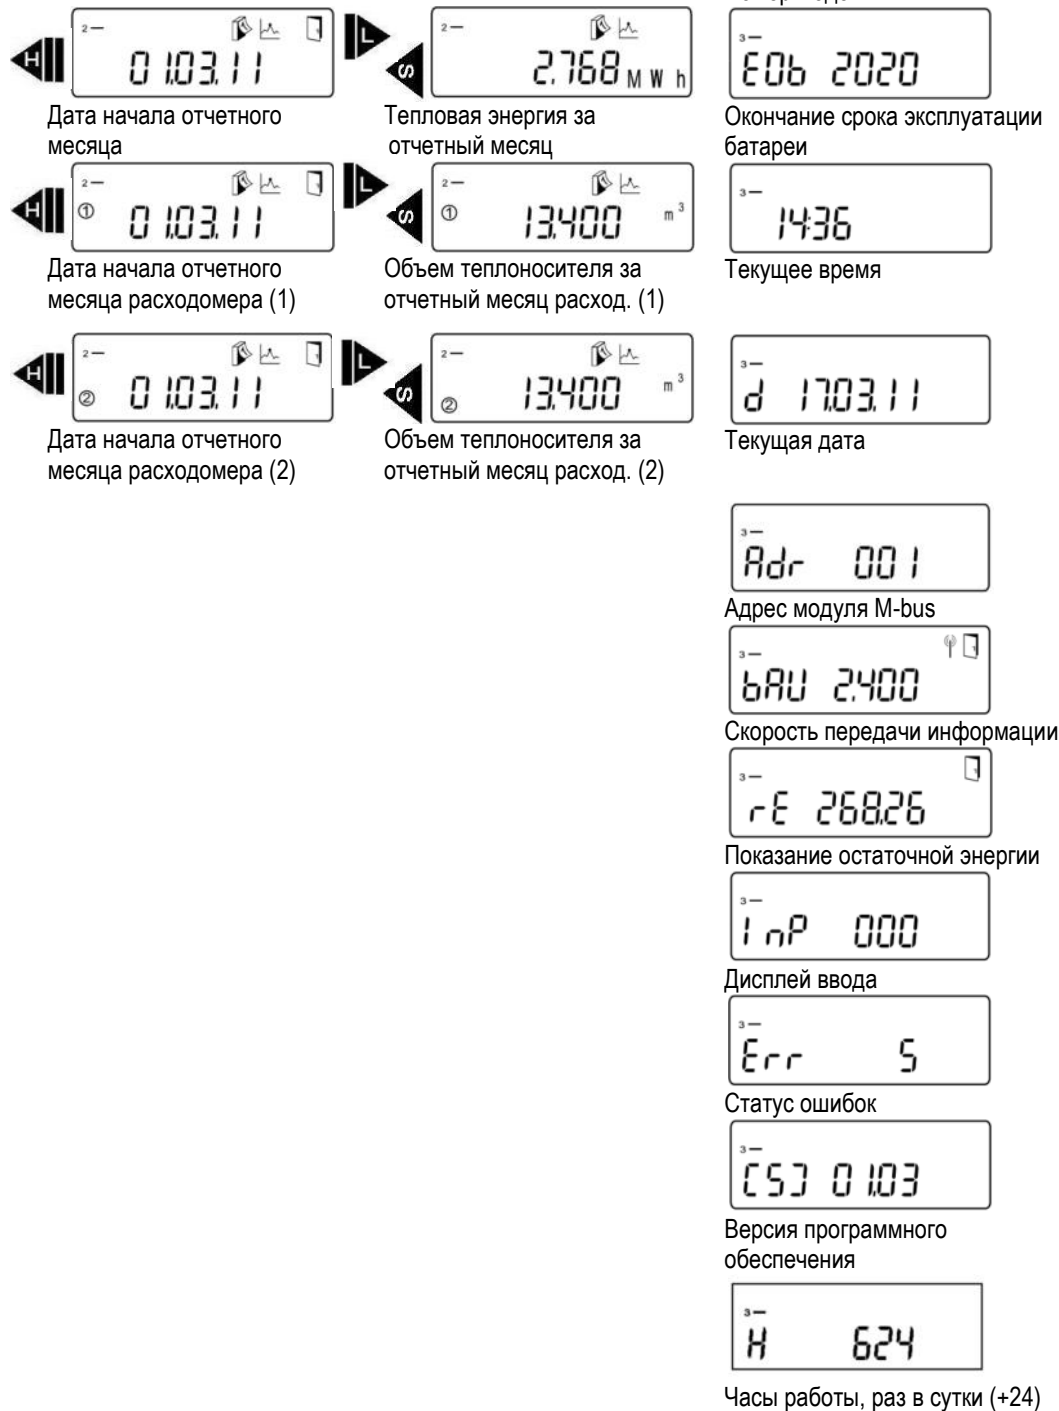 2
01.03.11
H
Дата начала отчетного
месяца
L
S
2
2.768 M W h
Тепловая энергия за
отчетный месяц
2
①
01.03.11
H
Дата начала отчетного
месяца расходомера (1)
L
S
2
①
13.400 m³
Объем теплоносителя за
отчетный месяц расход. (1)
2
②
01.03.11
H
Дата начала отчетного
месяца расходомера (2)
L
S
2
②
13.400 m³
Объем теплоносителя за
отчетный месяц расход. (2)
3
E0b 2020
Окончание срока эксплуатации
батареи
3
14:36
Текущее время
3
d 17.03.11
Текущая дата
3
Adr 001
Адрес модуля M-bus
3
bAU 2.400
Скорость передачи информации
3
rE 268.26
Показание остаточной энергии
3
InP 000
Дисплей ввода
3
Err 5
Статус ошибок
3
[5] 01.03
Версия программного
обеспечения
3
H 624
Часы работы, раз в сутки (+24)